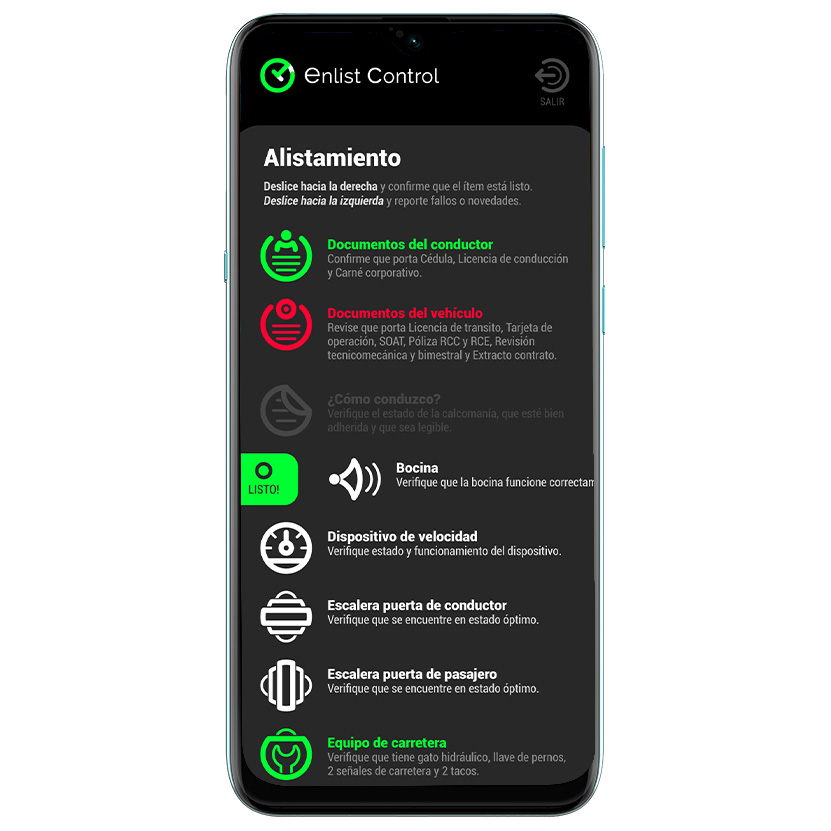 enlist Control
SALIR
Alistamiento
Deslice hacia la derecha y confirme que el ítem está listo.
Deslice hacia la izquierda y reporte fallos o novedades.
Documentos del conductor
Confirme que porta Cédula, Licencia de conducción
y Carné corporativo.
Documentos del vehículo
Revise que porta Licencia de transito, Tarjeta de
operación, SOAT, Póliza RCC y RCE, Revisión
tecnicomecánica y bimestral y Extracto contrato.
¿Cómo conduzco?
Verifique el estado de la calcomanía, que esté bien
adherida y que sea legible.
LISTO!
Bocina
Verifique que la bocina funcione correctam
Dispositivo de velocidad
Verifique estado y funcionamiento del dispositivo.
Escalera puerta de conductor
Verifique que se encuentre en estado óptimo.
Escalera puerta de pasajero
Verifique que se encuentre en estado óptimo.
Equipo de carretera
Verifique que tiene gato hidráulico, llave de pernos,
2 señales de carretera y 2 tacos.